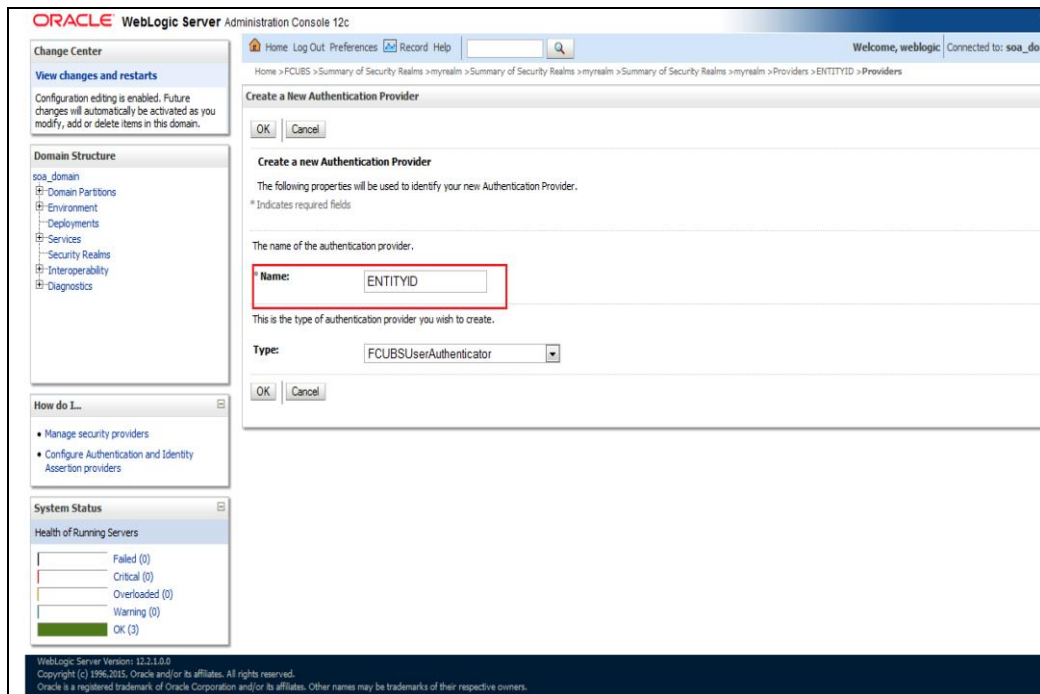 ORACLE WebLogic Server Administration Console 12c
Change Center
View changes and restarts
Configuration editing is enabled. Future
changes will automatically be activated as you
modify, add or delete items in this domain.
Domain Structure
soa_domain
Domain Partitions
Environment
Deployments
Services
Security Realms
Interoperability
Diagnostics
How do I...
Manage security providers
Configure Authentication and Identity
Assertion providers
System Status
Health of Running Servers
Failed (0)
Critical (0)
Overloaded (0)
Warning (0)
OK (3)
Home Log Out Preferences Record Help
Welcome, weblogic Connected to: soa_do
Home >FCUBS >Summary of Security Realms >myrealm >Summary of Security Realms >myrealm >Summary of Security Realms >myrealm >Providers >ENTITYID >Providers
Create a New Authentication Provider
OK Cancel
Create a new Authentication Provider
The following properties will be used to identify your new Authentication Provider.
* Indicates required fields
The name of the authentication provider.
* Name: ENTITYID
This is the type of authentication provider you wish to create.
Type: FCUBSUserAuthenticator
OK Cancel
WebLogic Server Version: 12.2.1.0.0
Copyright (c) 1996,2015, Oracle and/or its affiliates. All rights reserved.
Oracle is a registered trademark of Oracle Corporation and/or its affiliates. Other names may be trademarks of their respective owners.